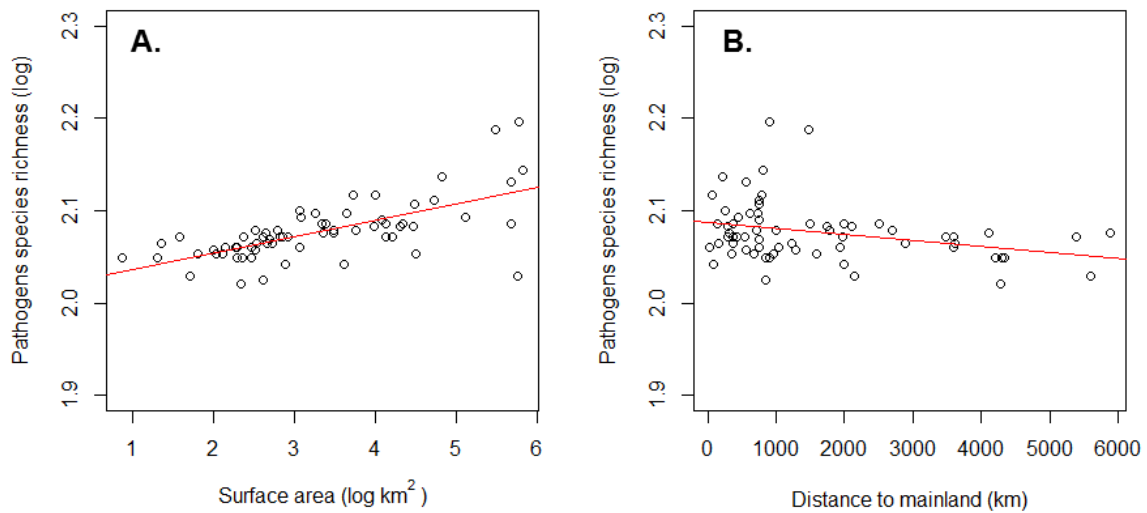 A.
Pathogens species richness (log)
2.3
2.2
2.1
2.0
1.9
1 2 3 4 5 6
Surface area (log km²)
B.
Pathogens species richness (log)
2.3
2.2
2.1
2.0
1.9
0 1000 2000 3000 4000 5000 6000
Distance to mainland (km)